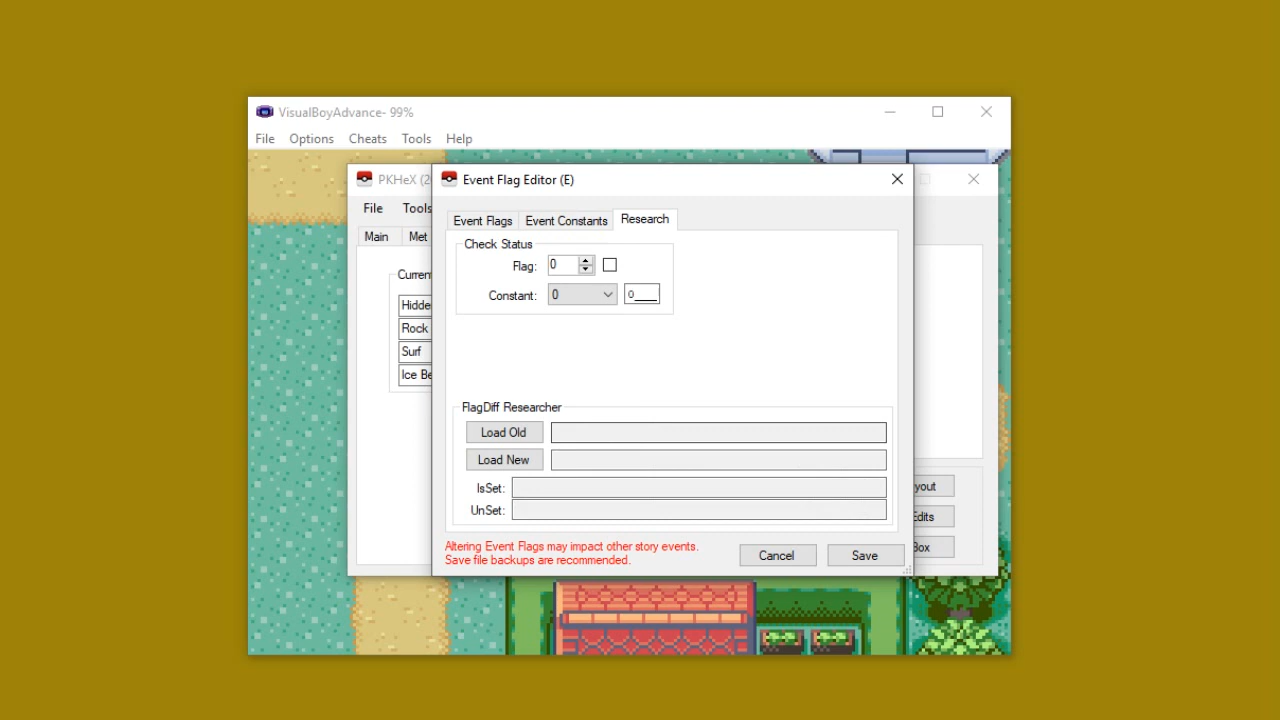 VisualBoyAdvance- 99%
File Options Cheats Tools Help
PKHeX (2
Event Flag Editor (E)
File Tools
Main Met
Event Flags Event Constants Research
Check Status
Flag: 0
Constant: 0 0____
Hidde
Rock
Surf
Ice Be
FlagDiff Researcher
Load Old
Load New
IsSet:
UnSet:
Altering Event Flags may impact other story events.
Save file backups are recommended.
Cancel Save
Curren
yout
Edits
Box